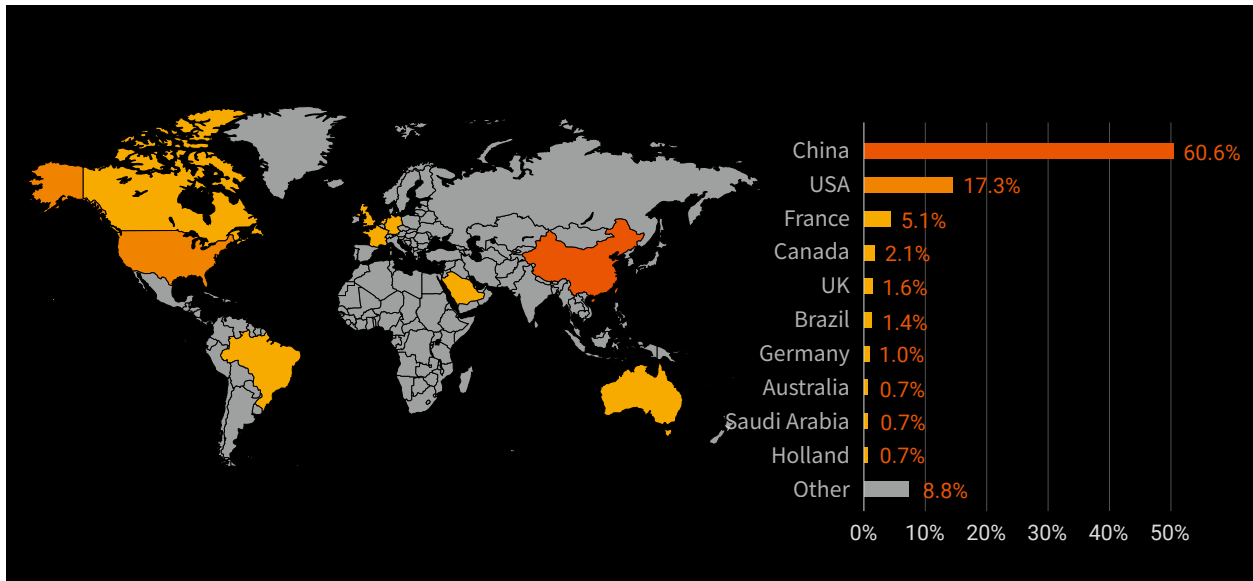 China 60.6%
USA 17.3%
France 5.1%
Canada 2.1%
UK 1.6%
Brazil 1.4%
Germany 1.0%
Australia 0.7%
Saudi Arabia 0.7%
Holland 0.7%
Other 8.8%
0% 10% 20% 30% 40% 50%